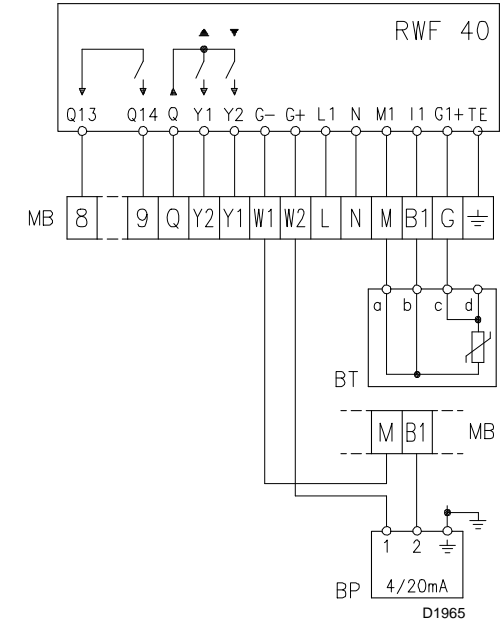 RWF 40
Q13 Q14 Q Y1 Y2 G- G+ L1 N M1 I1 G1+ TE
MB 8 9 Q Y2 Y1 W1 W2 L N M B1 G
a b c d
BT
M B1 MB
1 2
BP 4/20mA
D1965